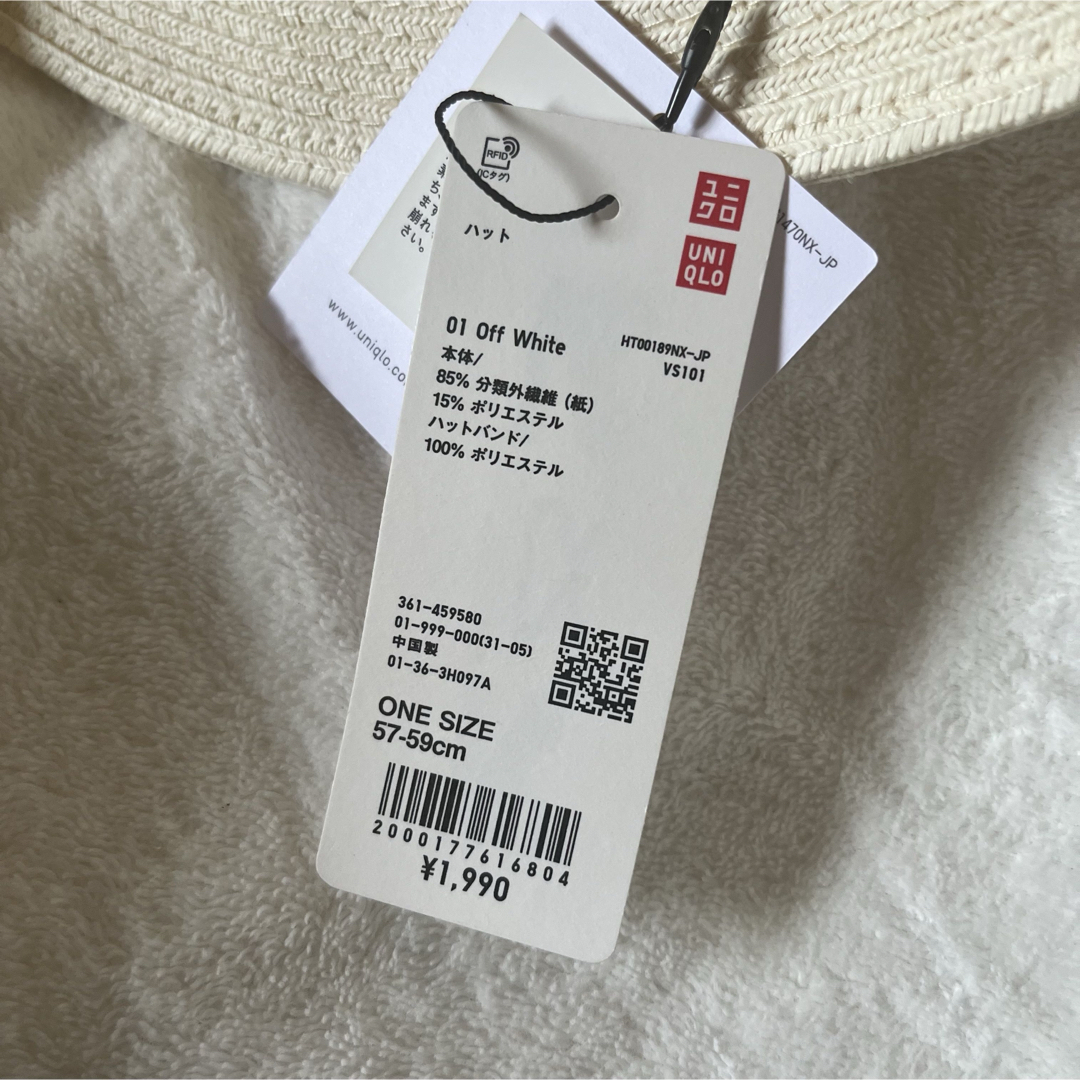 RFID
(ICタグ)
ハット
ユニ
クロ
UNI
QLO
01 Off White
HT00189NX-JP
VS101
本体/
85% 分類外繊維(紙)
15% ポリエステル
ハットバンド/
100% ポリエステル
361-459580
01-999-000(31-05)
中国製
01-36-3H097A
ONE SIZE
57-59cm
2000177616804
¥1,990
470NX-JP
www.uniqlo.co